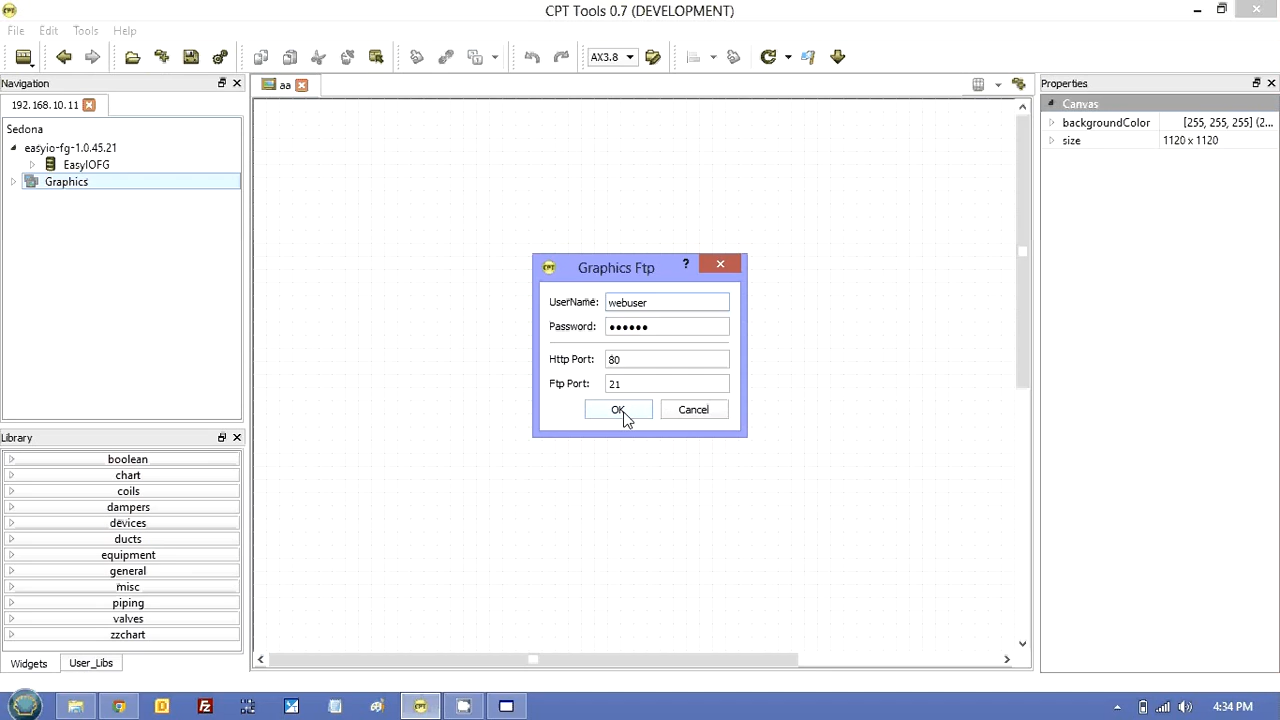 CPT Tools 0.7 (DEVELOPMENT)
File Edit Tools Help
AX3.8
Navigation
192.168.10.11
Sedona
easyio-fg-1.0.45.21
EasyIOFG
Graphics
aa
Properties
Canvas
backgroundColor [255, 255, 255] (2...
size 1120 x 1120
CPT Graphics Ftp ?
UserName: webuser
Password: ●●●●●●
Http Port: 80
Ftp Port: 21
OK Cancel
Library
boolean
chart
coils
dampers
devices
ducts
equipment
general
misc
piping
valves
zzchart
Widgets User_Libs
4:34 PM